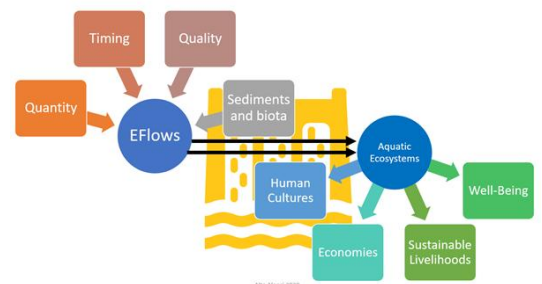 Timing
Quality
Quantity
EFlows
Sediments
and biota
Aquatic
Ecosystems
Human
Cultures
Well-Being
Economies
Sustainable
Livelihoods